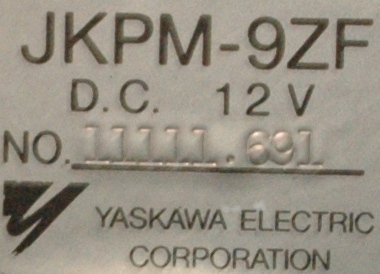 JKPM-9ZF
D.C. 12V
NO. 11111.691
YASKAWA ELECTRIC
CORPORATION